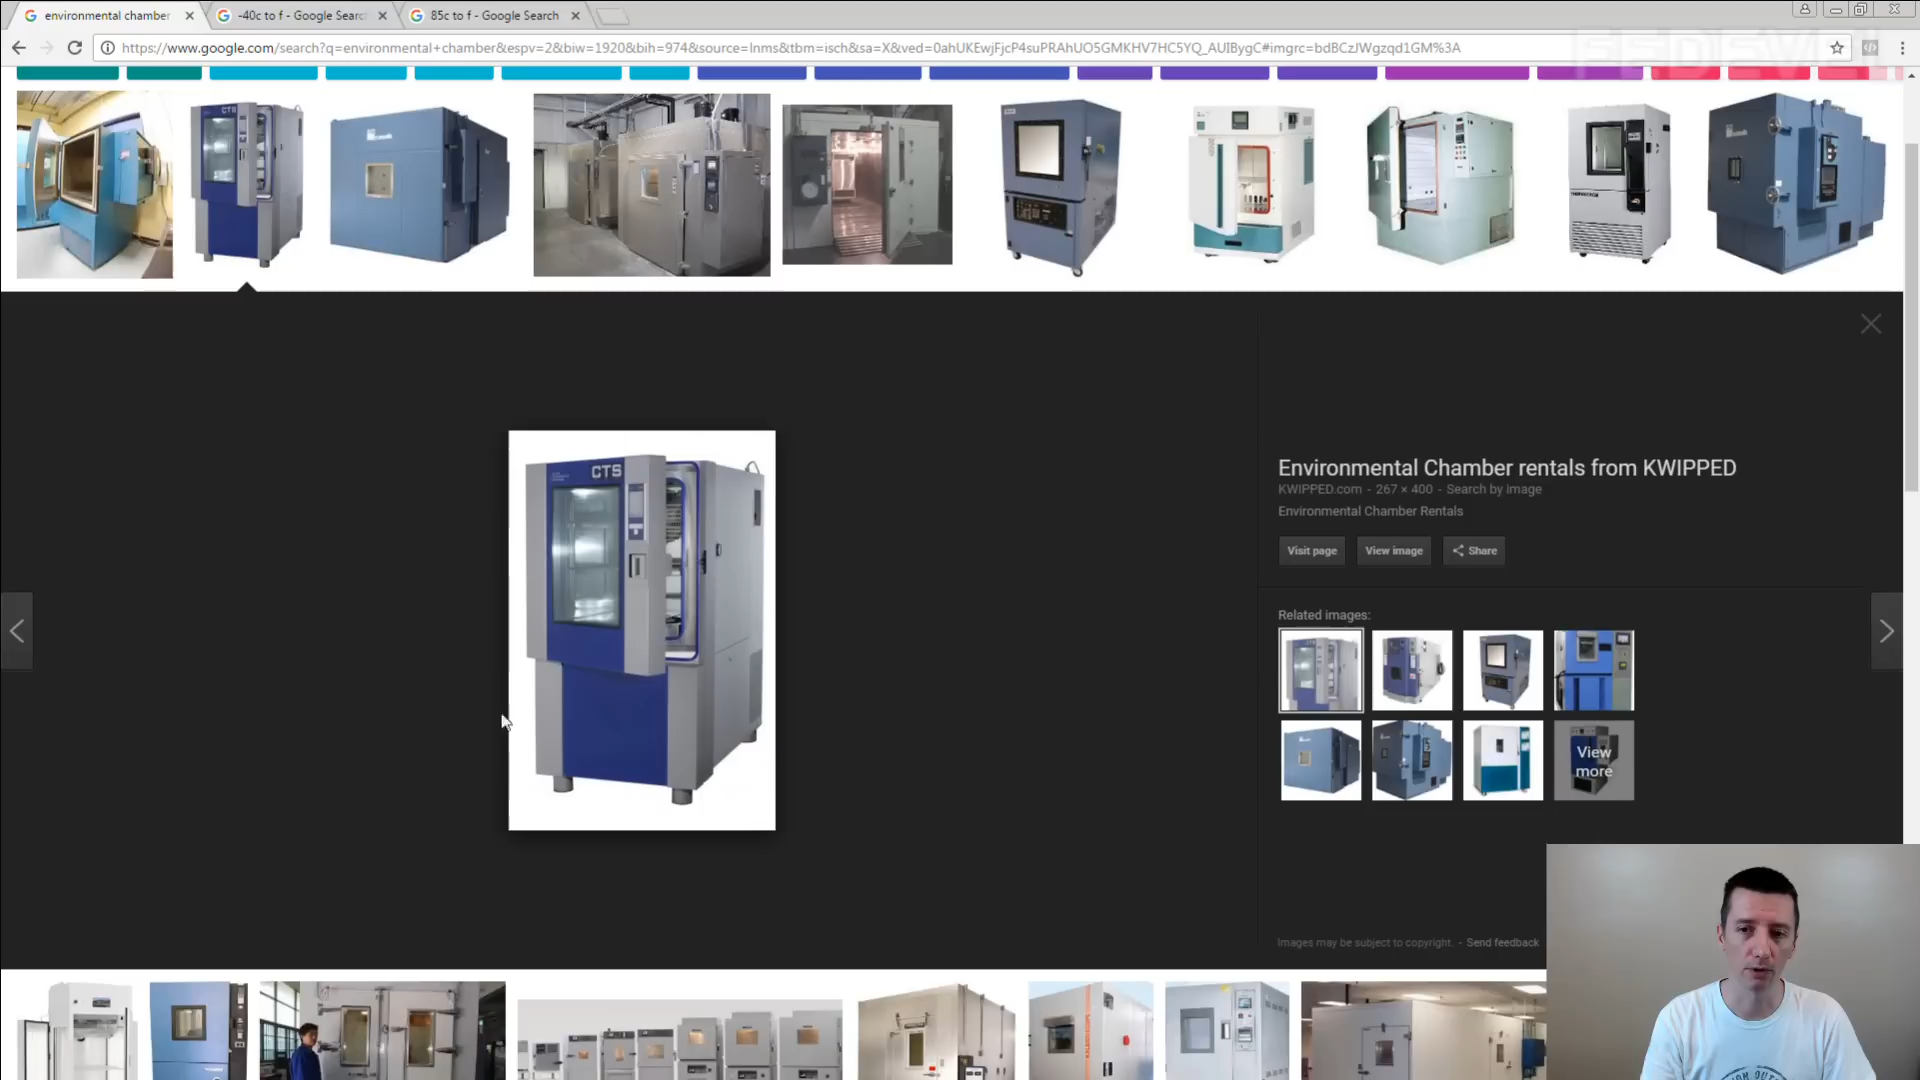 environmental chamber
-40c to f - Google Search
85c to f - Google Search
https://www.google.com/search?q=environmental+chamber&espv=2&biw=1920&bih=974&source=lnms&tbm=isch&sa=X&ved=0ahUKEwjFjcP4suPRAhUO5GMKHV7HC5YQ_AUIBygC#imgrc=bdBCzJWgzqd1GM%3A
FEDEVEL
CTS
CTS
Environmental Chamber rentals from KWIPPED
KWIPPED.com - 267 × 400 - Search by image
Environmental Chamber Rentals
Visit page
View image
Share
Related images:
View
more
Images may be subject to copyright. - Send feedback